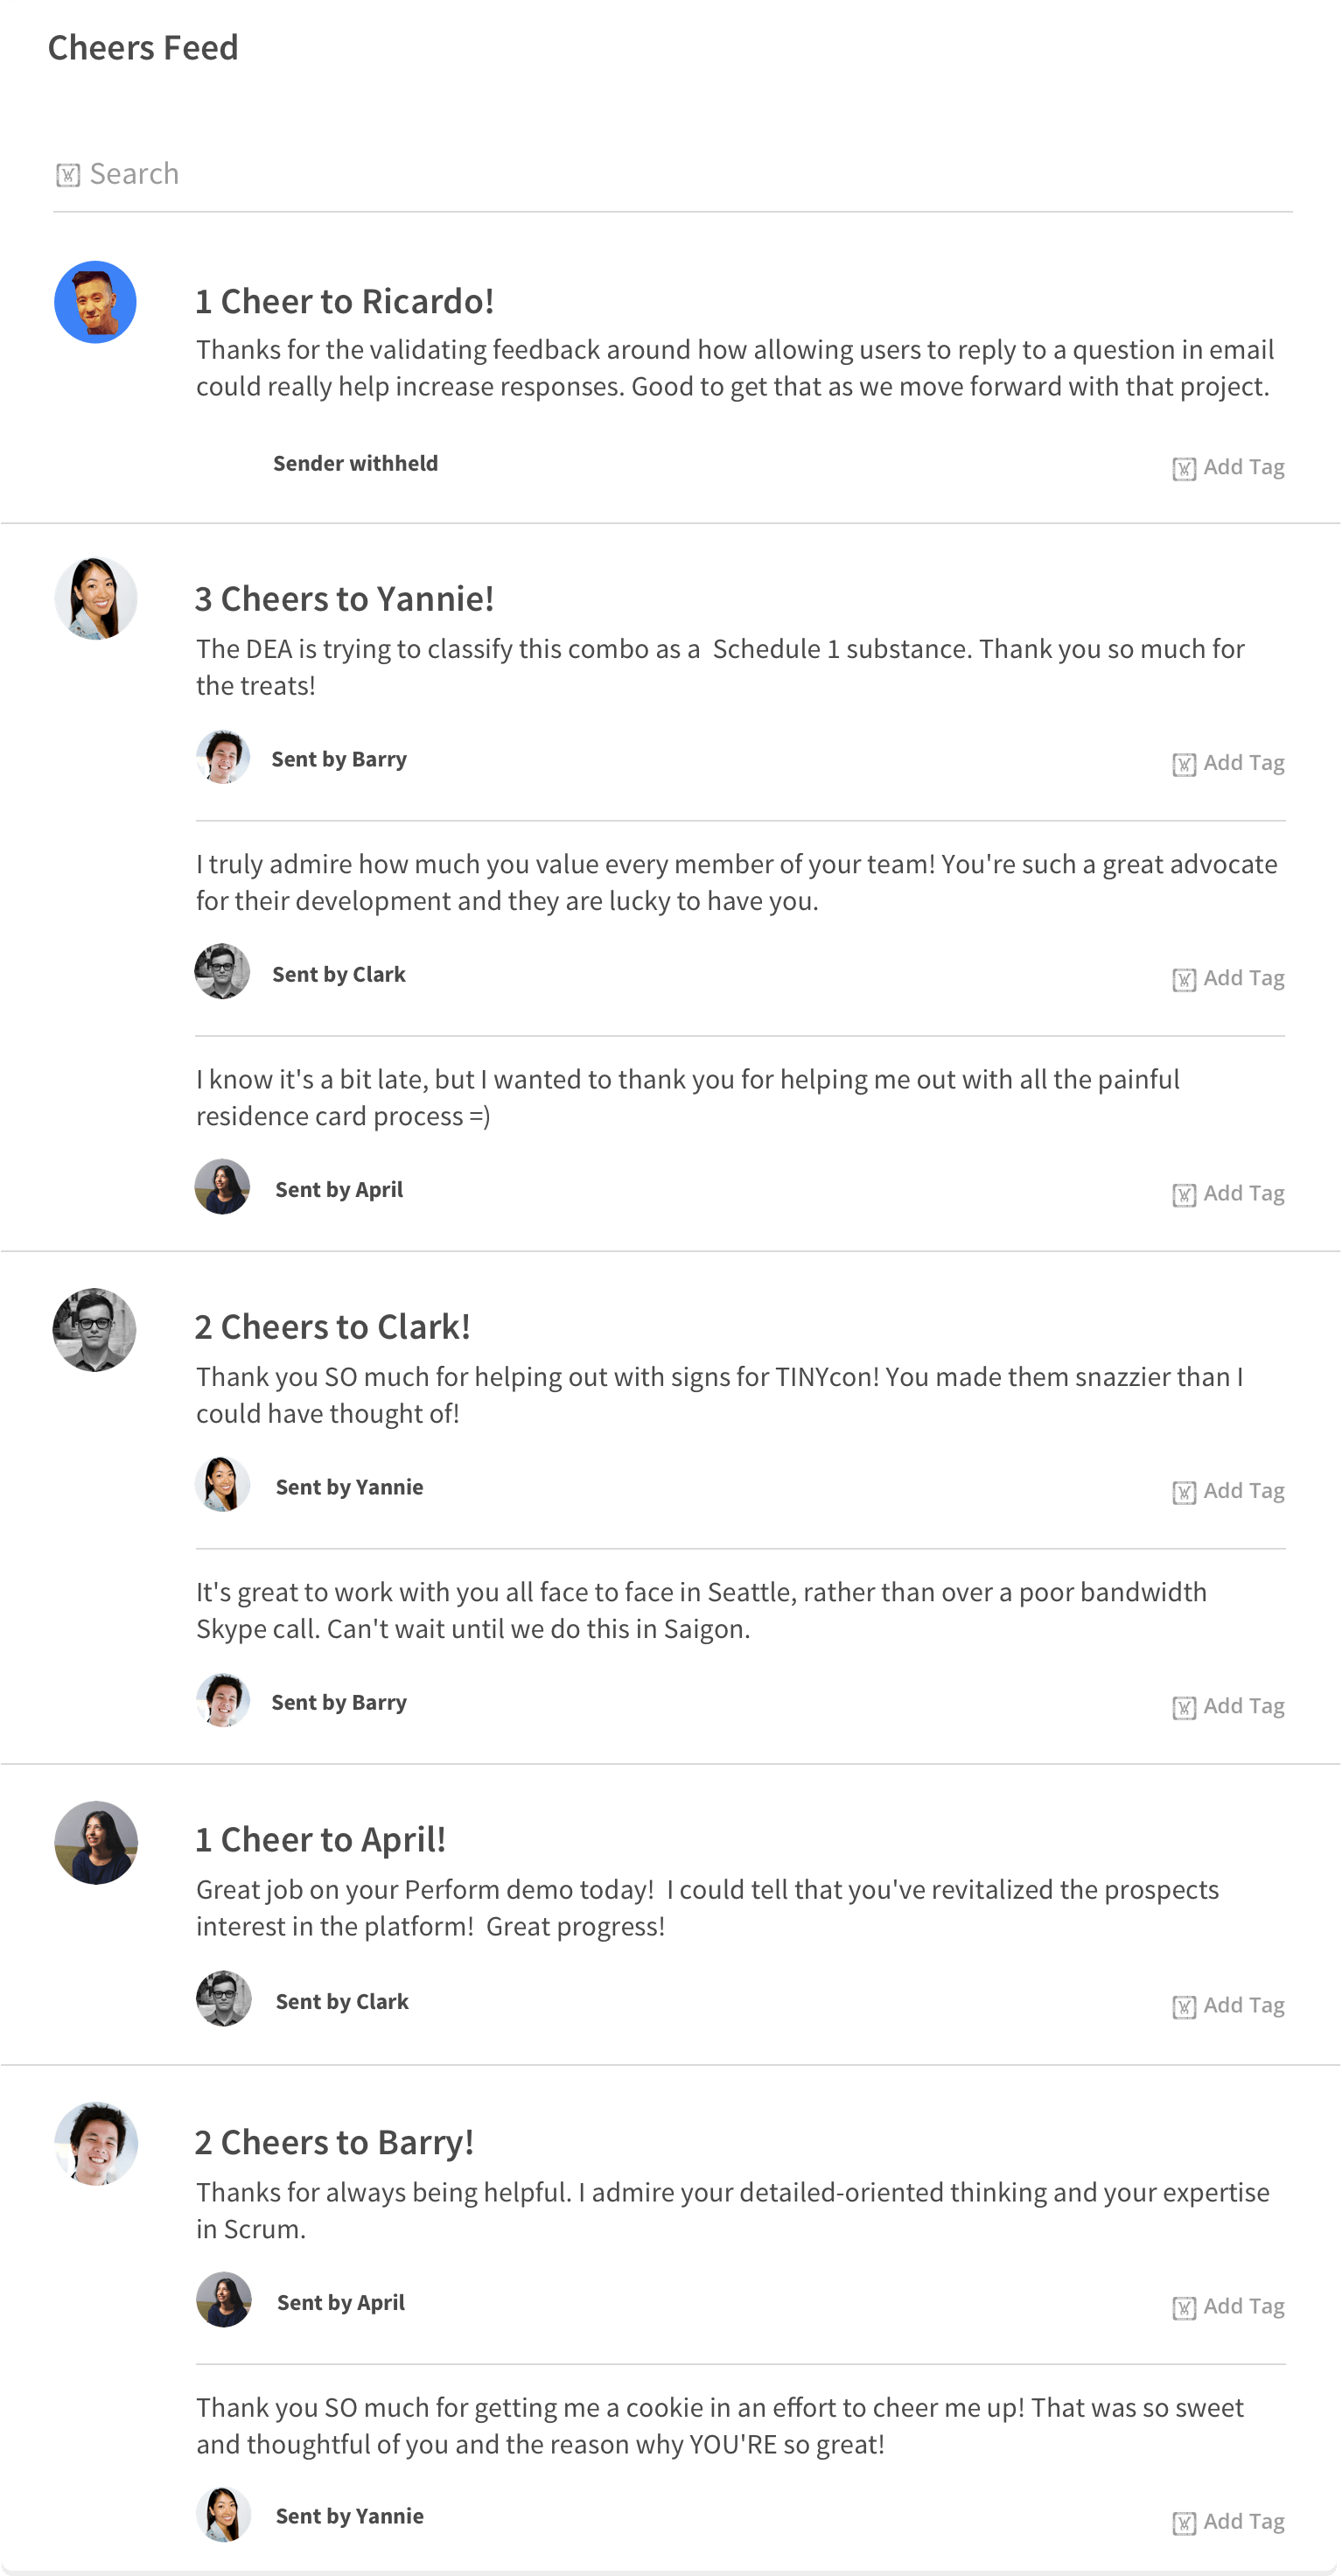 Cheers Feed
Search
1 Cheer to Ricardo!
Thanks for the validating feedback around how allowing users to reply to a question in email
could really help increase responses. Good to get that as we move forward with that project.
Sender withheld
Add Tag
3 Cheers to Yannie!
The DEA is trying to classify this combo as a  Schedule 1 substance. Thank you so much for
the treats!
Sent by Barry
Add Tag
I truly admire how much you value every member of your team! You're such a great advocate
for their development and they are lucky to have you.
Sent by Clark
Add Tag
I know it's a bit late, but I wanted to thank you for helping me out with all the painful
residence card process =)
Sent by April
Add Tag
2 Cheers to Clark!
Thank you SO much for helping out with signs for TINYcon! You made them snazzier than I
could have thought of!
Sent by Yannie
Add Tag
It's great to work with you all face to face in Seattle, rather than over a poor bandwidth
Skype call. Can't wait until we do this in Saigon.
Sent by Barry
Add Tag
1 Cheer to April!
Great job on your Perform demo today!  I could tell that you've revitalized the prospects
interest in the platform!  Great progress!
Sent by Clark
Add Tag
2 Cheers to Barry!
Thanks for always being helpful. I admire your detailed-oriented thinking and your expertise
in Scrum.
Sent by April
Add Tag
Thank you SO much for getting me a cookie in an effort to cheer me up! That was so sweet
and thoughtful of you and the reason why YOU'RE so great!
Sent by Yannie
Add Tag